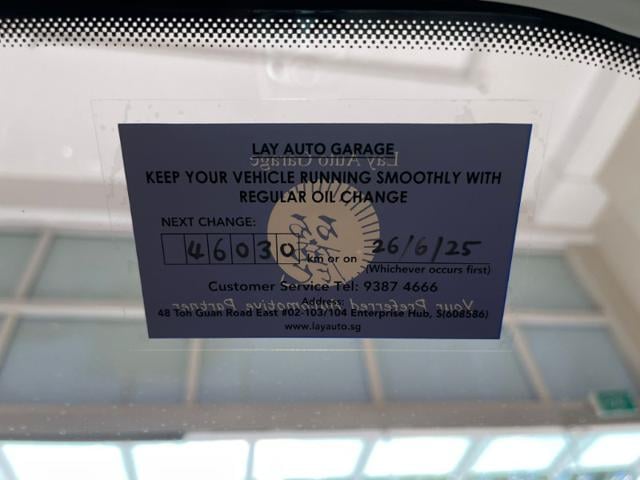 LAY AUTO GARAGE
Lay Auto Garage
KEEP YOUR VEHICLE RUNNING SMOOTHLY WITH
REGULAR OIL CHANGE
NEXT CHANGE:
46030 km or on 26/6/25
(Whichever occurs first)
Customer Service Tel: 9387 4666
Your Preferred Automotive Partner
Address:
48 Toh Guan Road East #02-103/104 Enterprise Hub, S(608586)
www.layauto.sg